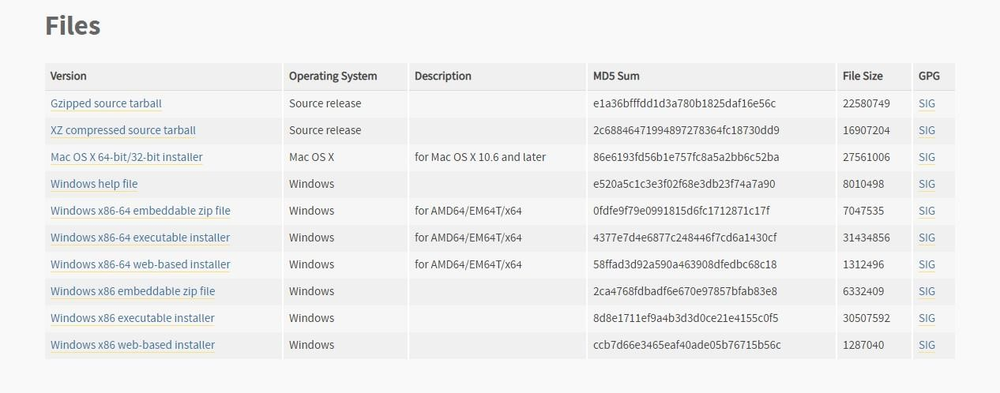 Files
Version Operating System Description MD5 Sum File Size GPG
Gzipped source tarball Source release e1a36bfffdd1d3a780b1825daf16e56c 22580749 SIG
XZ compressed source tarball Source release 2c68846471994897278364fc18730dd9 16907204 SIG
Mac OS X 64-bit/32-bit installer Mac OS X for Mac OS X 10.6 and later 86e6193fd56b1e757fc8a5a2bb6c52ba 27561006 SIG
Windows help file Windows e520a5c1c3e3f02f68e3db23f74a7a90 8010498 SIG
Windows x86-64 embeddable zip file Windows for AMD64/EM64T/x64 0fdfe9f79e0991815d6fc1712871c17f 7047535 SIG
Windows x86-64 executable installer Windows for AMD64/EM64T/x64 4377e7d4e6877c248446f7cd6a1430cf 31434856 SIG
Windows x86-64 web-based installer Windows for AMD64/EM64T/x64 58ffad3d92a590a463908dfedbc68c18 1312496 SIG
Windows x86 embeddable zip file Windows 2ca4768fdbadf6e670e97857bfab83e8 6332409 SIG
Windows x86 executable installer Windows 8d8e1711ef9a4b3d3d0ce21e4155c0f5 30507592 SIG
Windows x86 web-based installer Windows ccb7d66e3465eaf40ade05b76715b56c 1287040 SIG